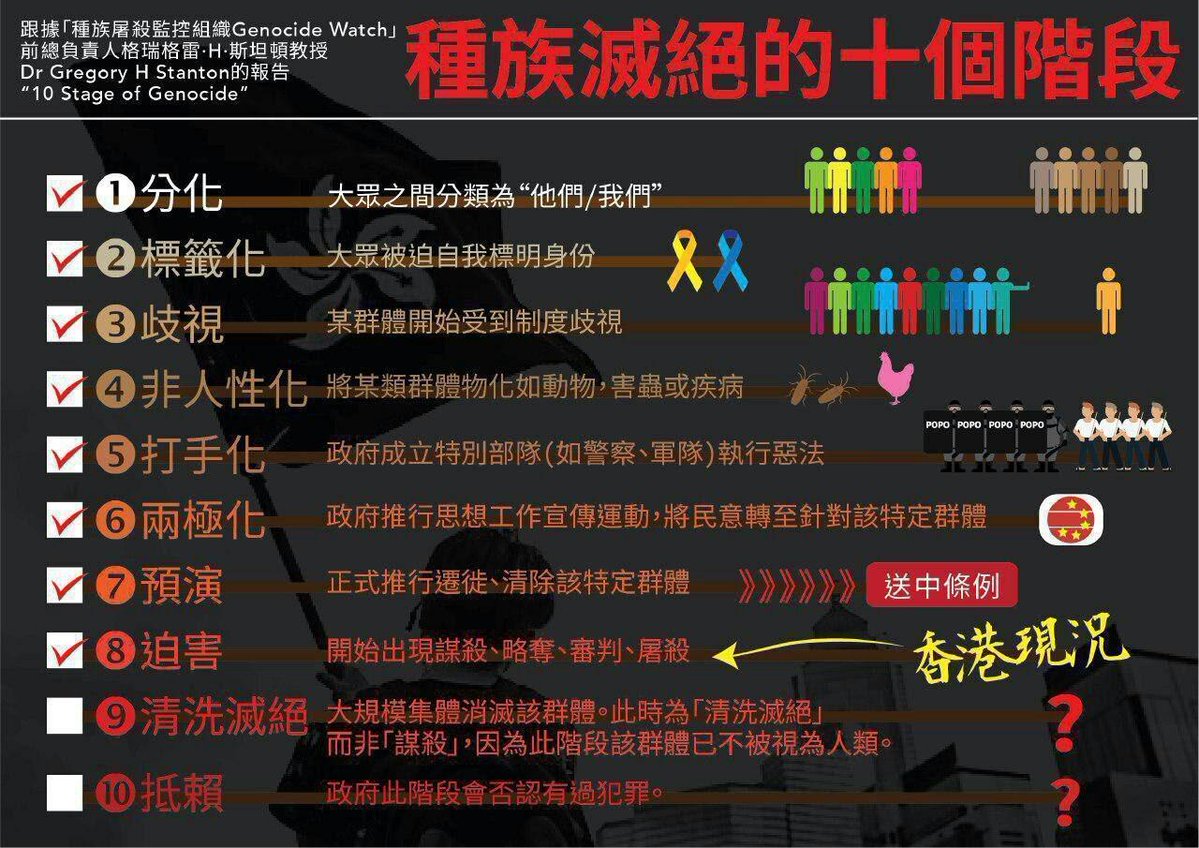 跟據「種族屠殺監控組織Genocide Watch」
前總負責人格瑞格雷·H·斯坦頓教授
Dr Gregory H Stanton的報告
“10 Stage of Genocide”
種族滅絕的十個階段
1 分化 大眾之間分類為“他們/我們”
2 標籤化 大眾被迫自我標明身份
3 歧視 某群體開始受到制度歧視
4 非人性化 將某類群體物化如動物，害蟲或疾病
POPO POPO POPO POPO
5 打手化 政府成立特別部隊(如警察、軍隊)執行惡法
6 兩極化 政府推行思想工作宣傳運動，將民意轉至針對該特定群體
7 預演 正式推行遷徙、清除該特定群體 》》》》》》 送中條例
8 迫害 開始出現謀殺、略奪、審判、屠殺 香港現況
9 清洗滅絕 大規模集體消滅該群體。此時為「清洗滅絕」
而非「謀殺」，因為此階段該群體已不被視為人類。 ?
10 抵賴 政府此階段會否認有過犯罪。 ?